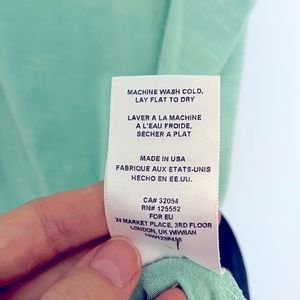 MACHINE WASH COLD.
LAY FLAT TO DRY
LAVER A LA MACHINE
A L'EAU FROIDE,
SECHER A PLAT
MADE IN USA
FABRIQUE AUX ETATS-UNIS
HECHO EN EE.UU.
CA# 32054
RN# 125552
FOR EU
24 MARKET PLACE, 3RD FLOOR
LONDON, UK